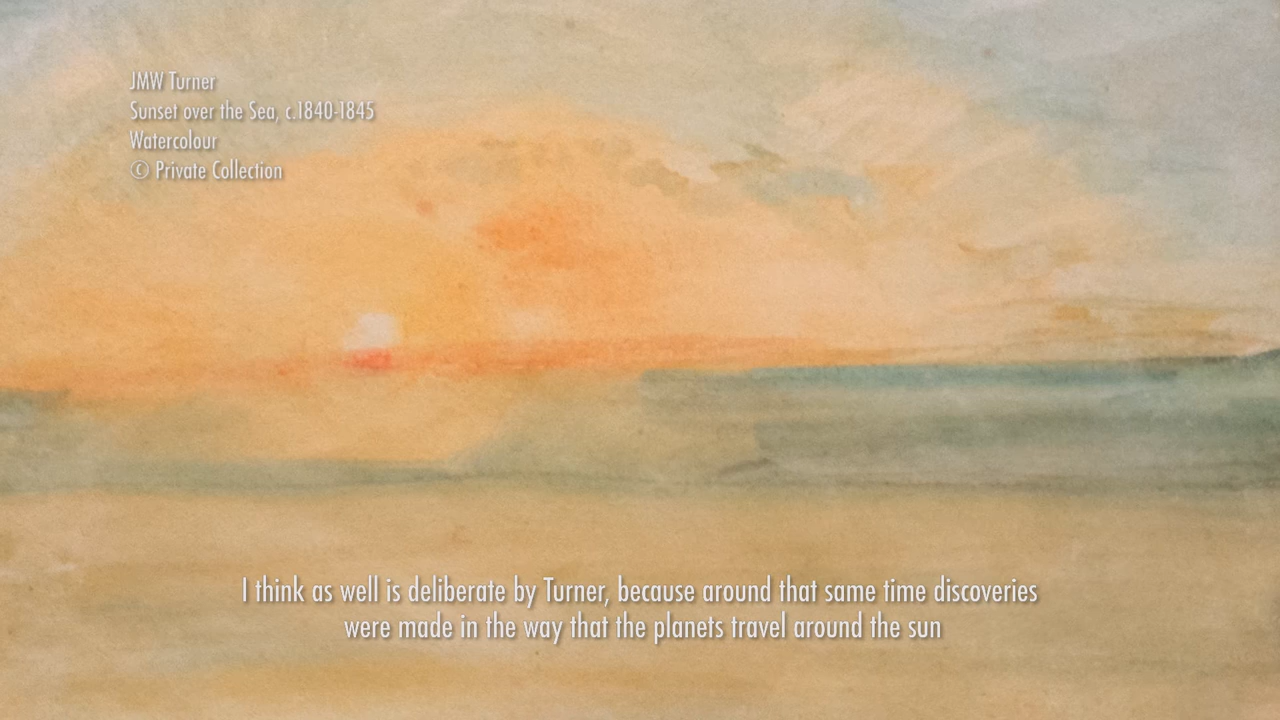 JMW Turner
Sunset over the Sea, c.1840-1845
Watercolour
© Private Collection
I think as well is deliberate by Turner, because around that same time discoveries
were made in the way that the planets travel around the sun